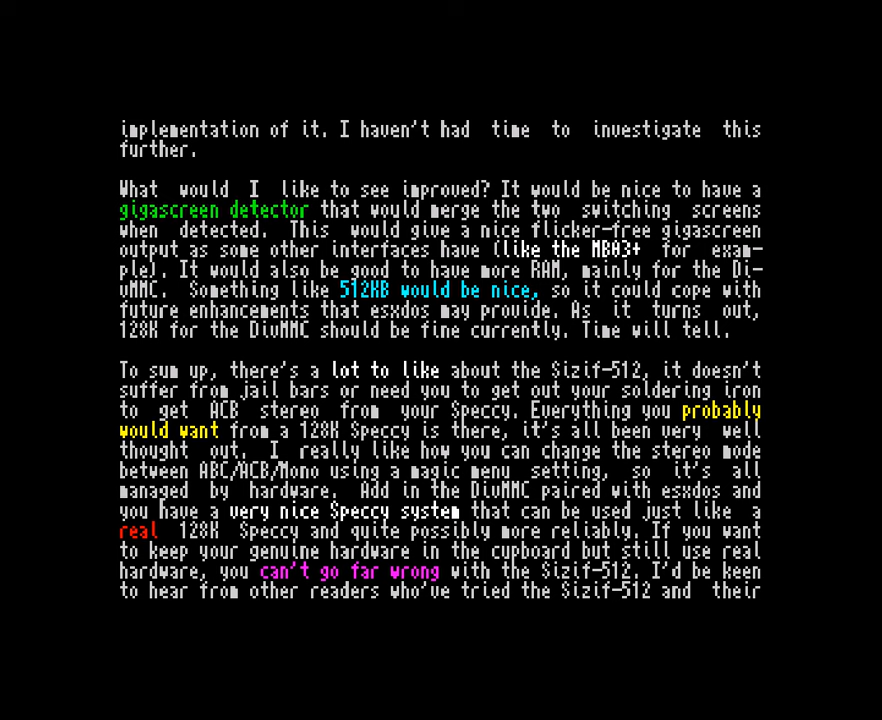 implementation of it. I haven't had time to investigate this
further.
What would I like to see improved? It would be nice to have a
gigascreen detector that would merge the two switching screens
when detected. This would give a nice flicker-free gigascreen
output as some other interfaces have (like the MB03+ for exam-
ple). It would also be good to have more RAM, mainly for the Di-
vMMC. Something like 512KB would be nice, so it could cope with
future enhancements that esxdos may provide. As it turns out,
128K for the DivMMC should be fine currently. Time will tell.
To sum up, there's a lot to like about the Sizif-512, it doesn't
suffer from jail bars or need you to get out your soldering iron
to get ACB stereo from your Speccy. Everything you probably
would want from a 128K Speccy is there, it's all been very well
thought out. I really like how you can change the stereo mode
between ABC/ACB/Mono using a magic menu setting, so it's all
managed by hardware. Add in the DivMMC paired with esxdos and
you have a very nice Speccy system that can be used just like a
real 128K Speccy and quite possibly more reliably. If you want
to keep your genuine hardware in the cupboard but still use real
hardware, you can't go far wrong with the Sizif-512. I'd be keen
to hear from other readers who've tried the Sizif-512 and their